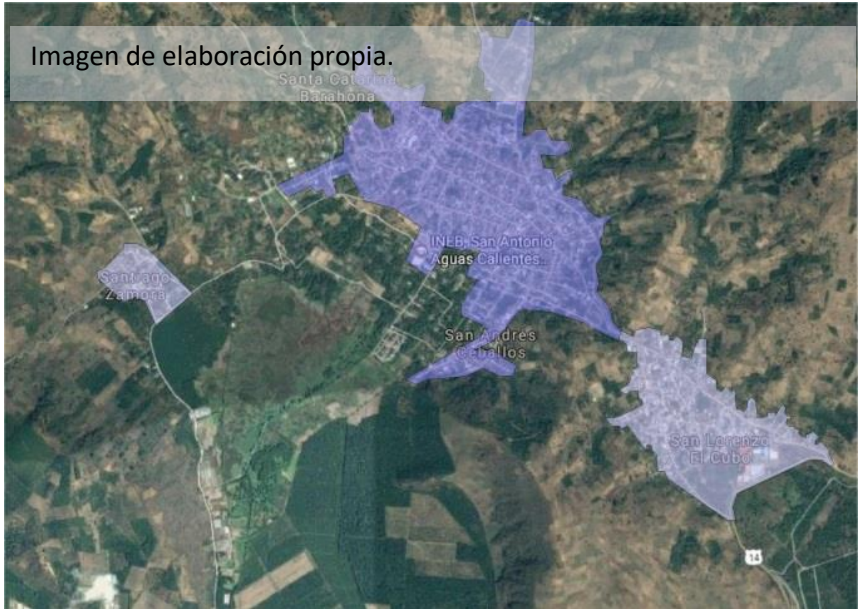 Imagen de elaboración propia.
Santa Catarina
Barahona
INEB San Antonio
Aguas Calientes...
Santiago
Zamora
San Andres
Ceballos
San Lorenzo
El Cubo
14